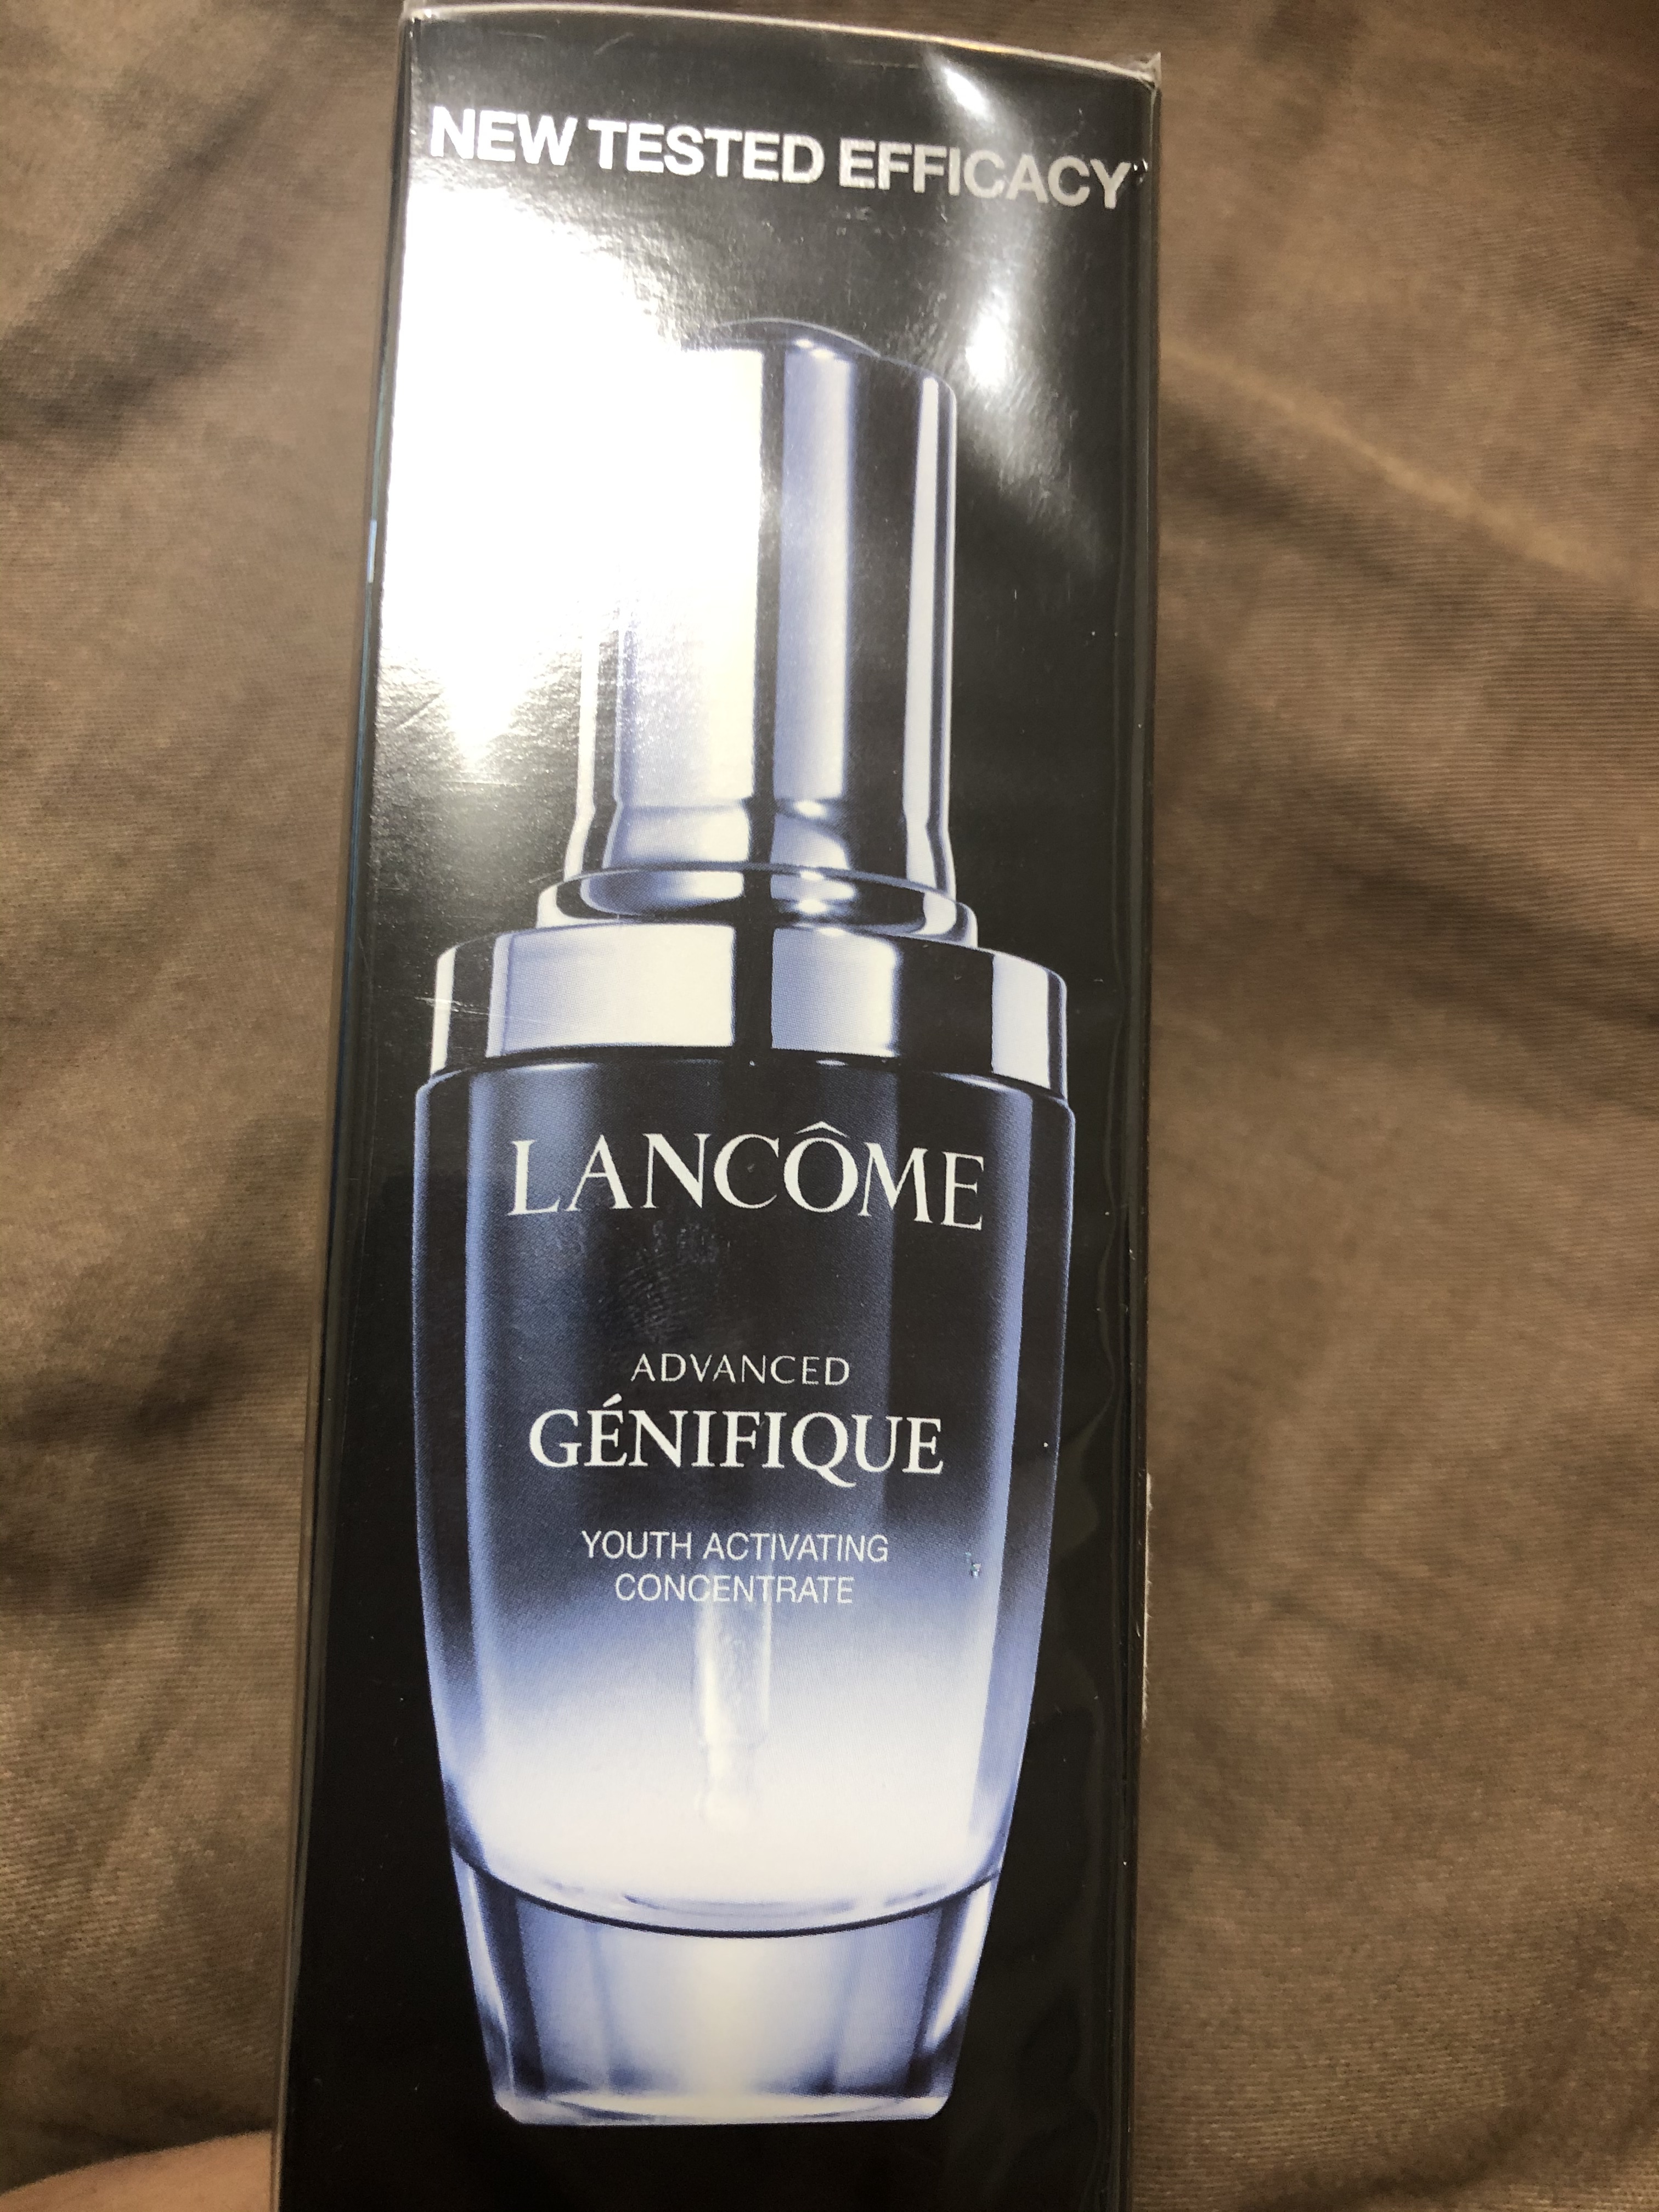 NEW TESTED EFFICACY
LANCÔME
ADVANCED
GÉNIFIQUE
YOUTH ACTIVATING
CONCENTRATE